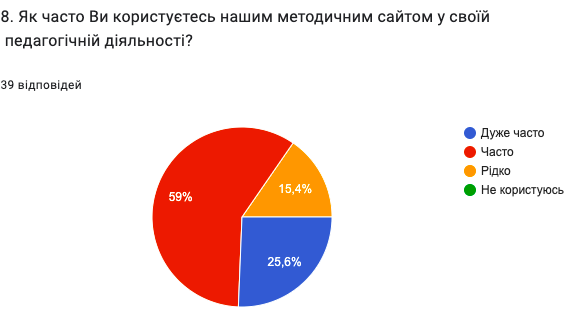 8. Як часто Ви користуєтесь нашим методичним сайтом у своїй
педагогічній діяльності?
39 відповідей
Дуже часто
Часто
Рідко
Не користуюсь
59%
15,4%
25,6%